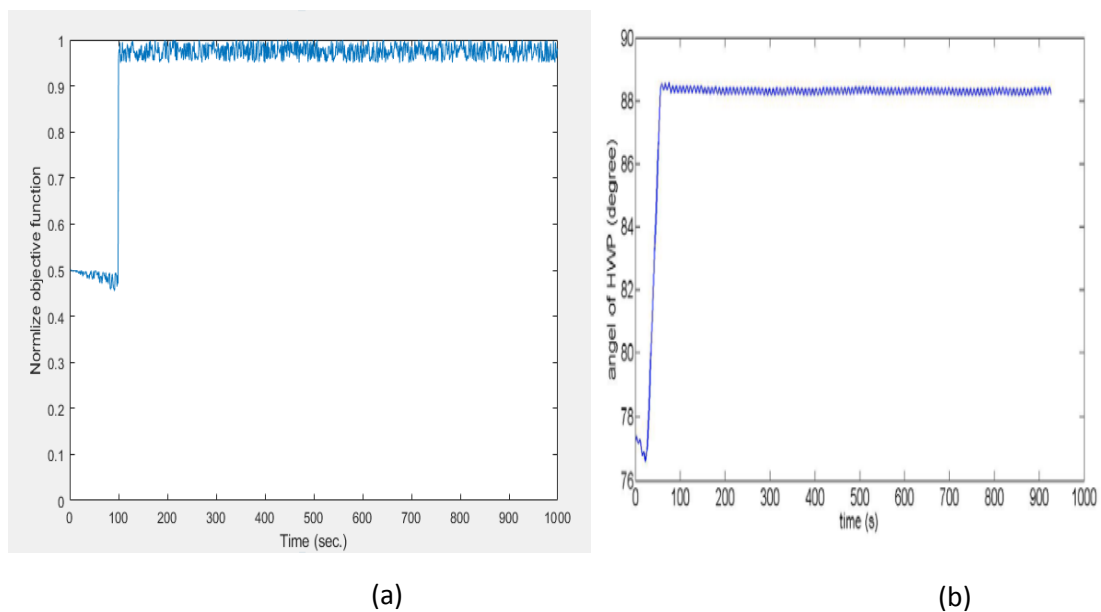 1
0.9
0.8
0.7
0.6
0.5
0.4
0.3
0.2
0.1
0
0 100 200 300 400 500 600 700 800 900 1000
Normlize objective function
Time (sec.)
(a)
90
88
86
84
82
80
78
76
0 100 200 300 400 500 600 700 800 900 1000
angel of HWP (degree)
time (s)
(b)